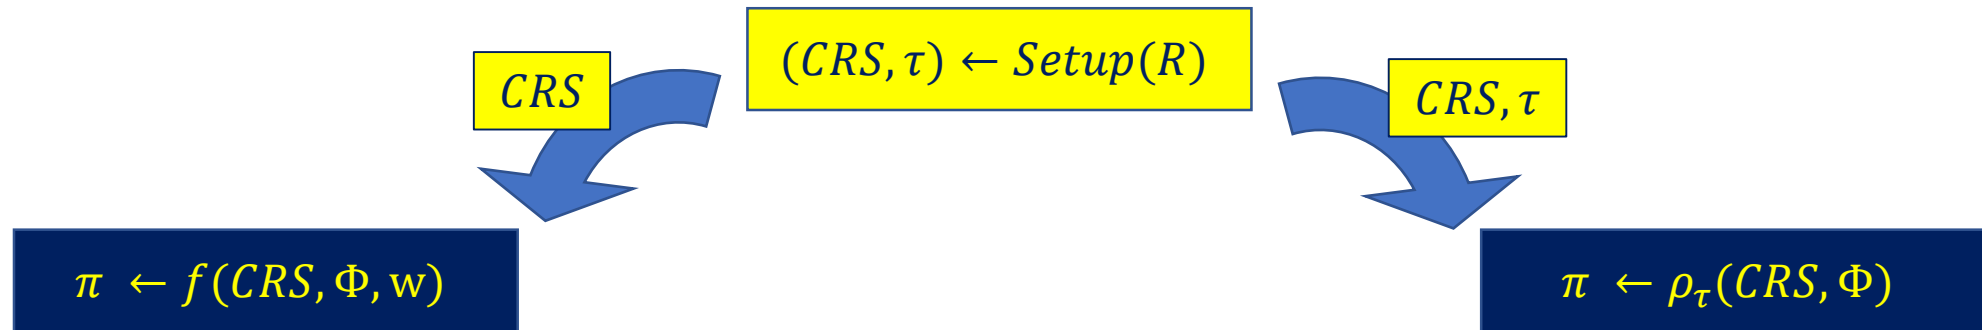 (CRS, τ) ← Setup(R)
CRS
CRS, τ
π ← f(CRS, Φ, w)
π ← ρ_τ(CRS, Φ)